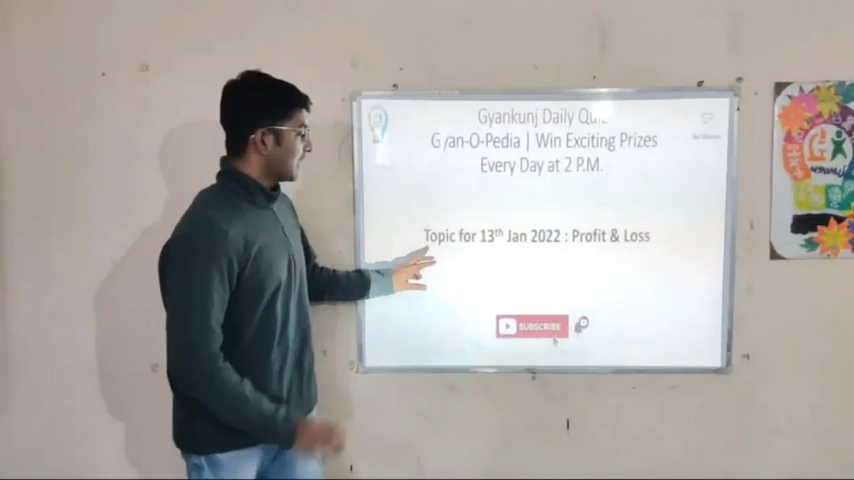 Gyankunj Daily Quiz
Gyan-O-Pedia | Win Exciting Prizes
Every Day at 2 P.M.
Topic for 13th Jan 2022 : Profit & Loss
SUBSCRIBE